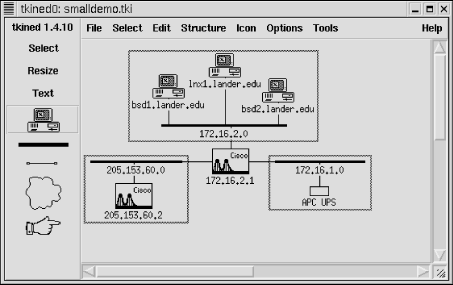 tkined0: smalldemo.tki
tkined 1.4.10 File Select Edit Structure Icon Options Tools Help
Select
Resize
Text
lnx1.lander.edu
bsd1.lander.edu
bsd2.lander.edu
172.16.2.0
Cisco
205.153.60.0
172.16.2.1
172.16.1.0
Cisco
APC UPS
205.153.60.2